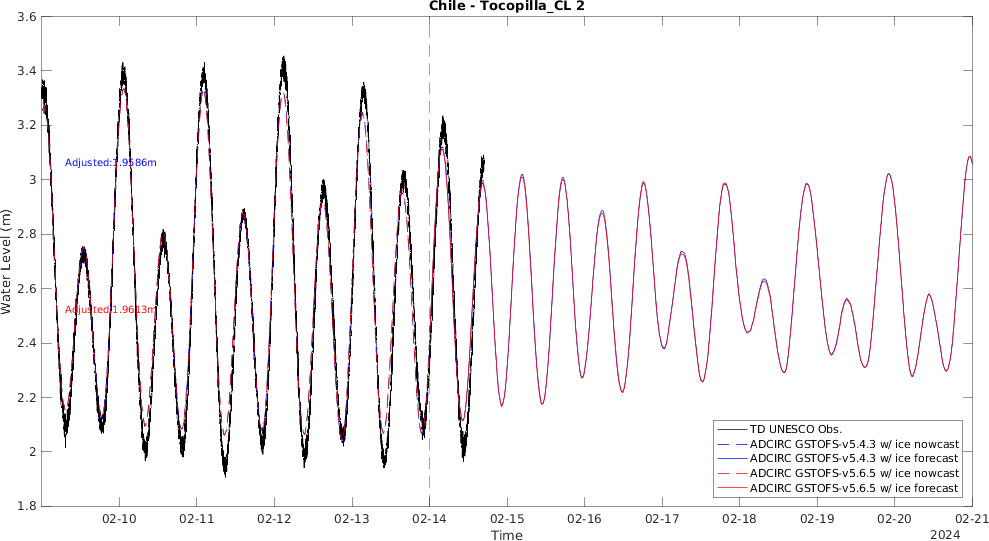 Chile - Tocopilla_CL 2
3.6
3.4
3.2
3
2.8
2.6
2.4
2.2
2
1.8
Water Level (m)
Adjusted:1.9586m
Adjusted:1.9613m
TD UNESCO Obs.
ADCIRC GSTOFS-v5.4.3 w/ ice nowcast
ADCIRC GSTOFS-v5.4.3 w/ ice forecast
ADCIRC GSTOFS-v5.6.5 w/ ice nowcast
ADCIRC GSTOFS-v5.6.5 w/ ice forecast
02-10 02-11 02-12 02-13 02-14 02-15 02-16 02-17 02-18 02-19 02-20 02-21
Time
2024